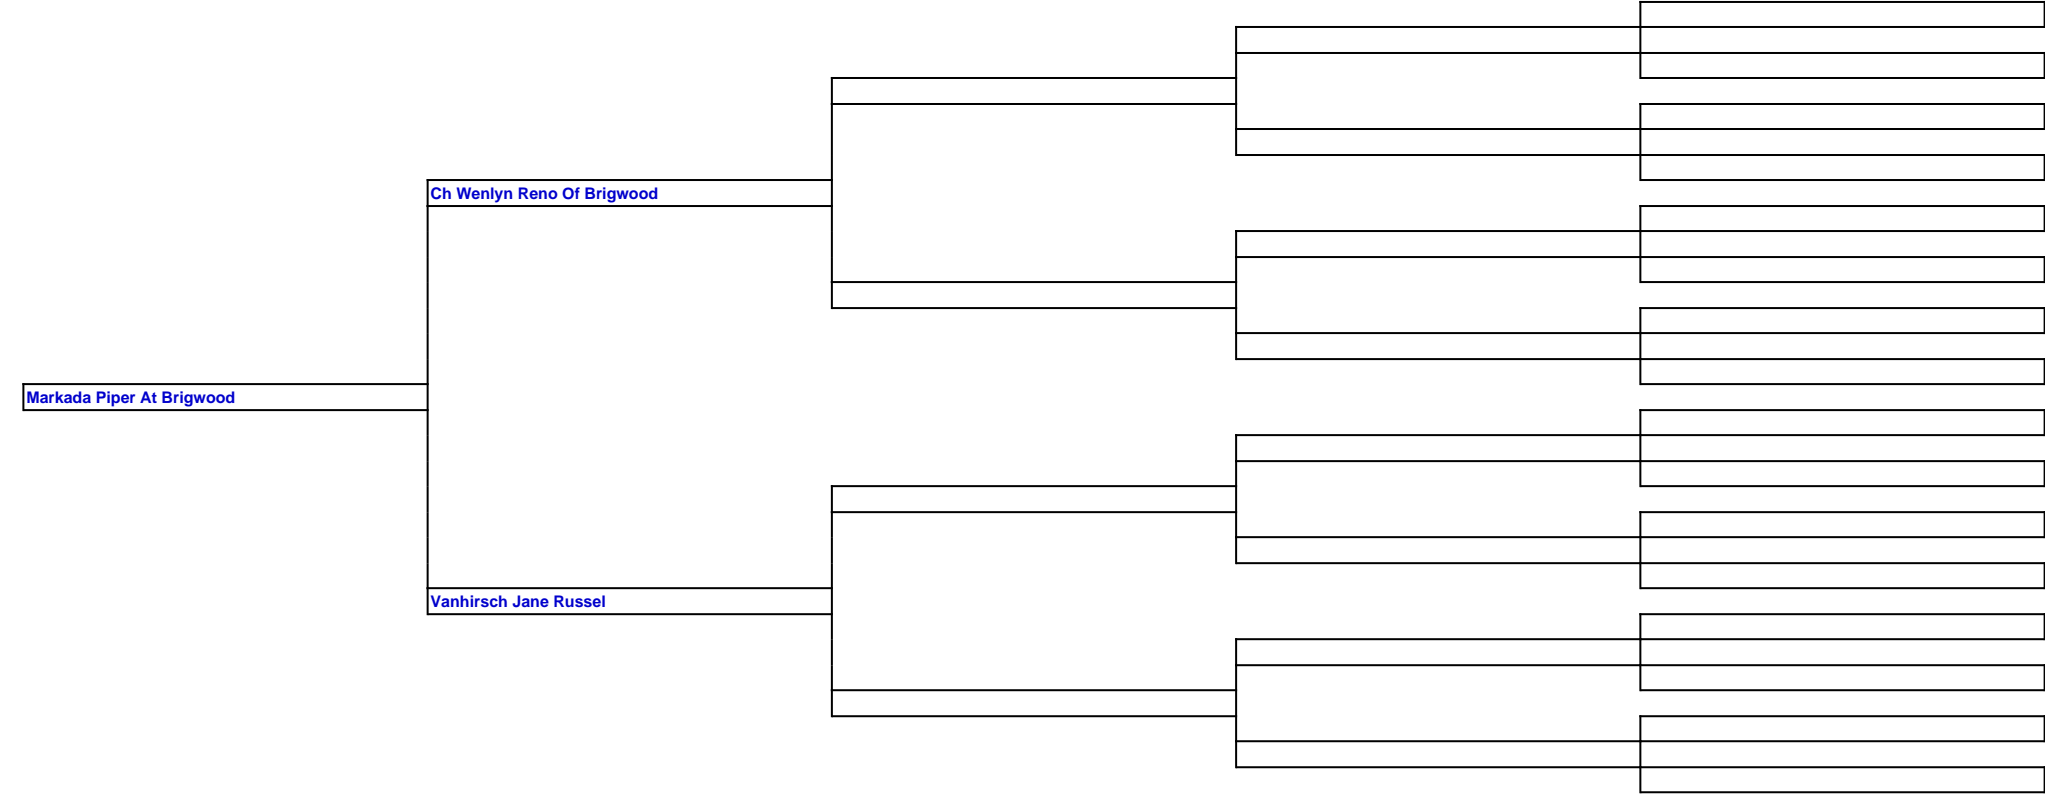 Ch Wenlyn Reno Of Brigwood
Markada Piper At Brigwood
Vanhirsch Jane Russel